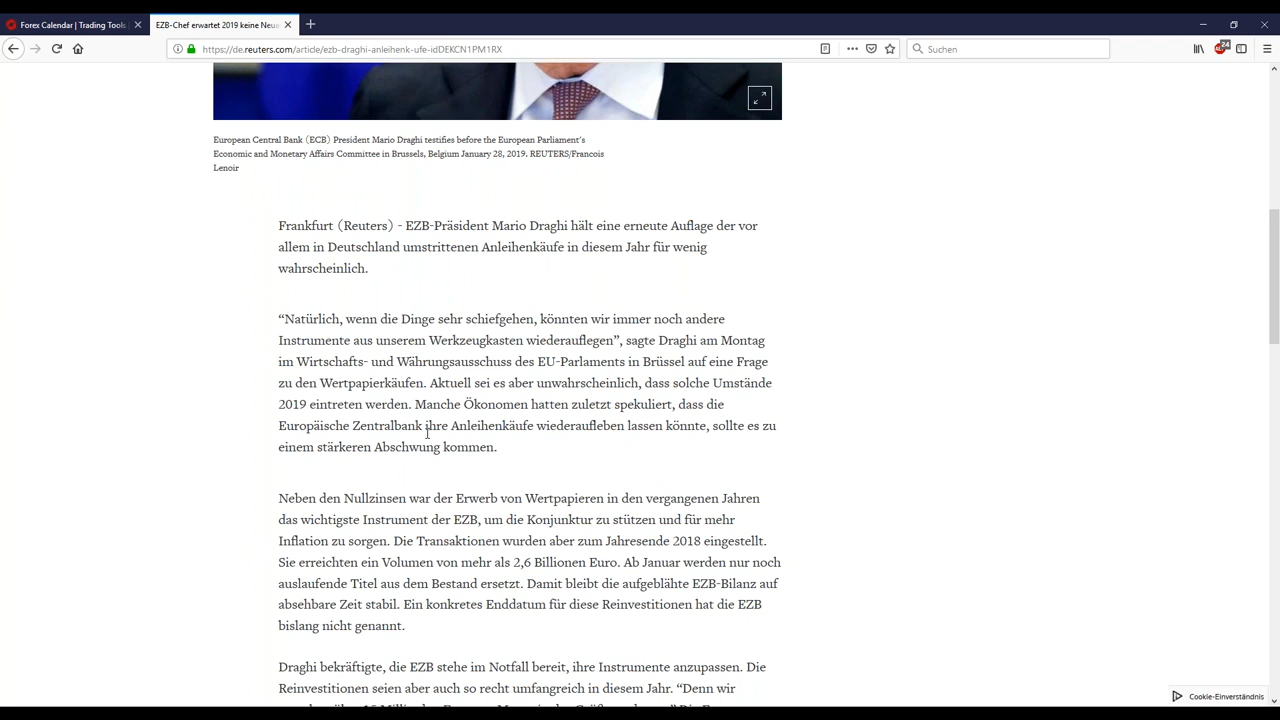 Forex Calendar | Trading Tools
EZB-Chef erwartet 2019 keine Neue
https://de.reuters.com/article/ezb-draghi-anleihenk-ufe-idDEKCN1PM1RX
Suchen
24
European Central Bank (ECB) President Mario Draghi testifies before the European Parliament's
Economic and Monetary Affairs Committee in Brussels, Belgium January 28, 2019. REUTERS/Francois
Lenoir
Frankfurt (Reuters) - EZB-Präsident Mario Draghi hält eine erneute Auflage der vor
allem in Deutschland umstrittenen Anleihenkäufe in diesem Jahr für wenig
wahrscheinlich.
“Natürlich, wenn die Dinge sehr schiefgehen, könnten wir immer noch andere
Instrumente aus unserem Werkzeugkasten wiederauflegen”, sagte Draghi am Montag
im Wirtschafts- und Währungsausschuss des EU-Parlaments in Brüssel auf eine Frage
zu den Wertpapierkäufen. Aktuell sei es aber unwahrscheinlich, dass solche Umstände
2019 eintreten werden. Manche Ökonomen hatten zuletzt spekuliert, dass die
Europäische Zentralbank ihre Anleihenkäufe wiederaufleben lassen könnte, sollte es zu
einem stärkeren Abschwung kommen.
Neben den Nullzinsen war der Erwerb von Wertpapieren in den vergangenen Jahren
das wichtigste Instrument der EZB, um die Konjunktur zu stützen und für mehr
Inflation zu sorgen. Die Transaktionen wurden aber zum Jahresende 2018 eingestellt.
Sie erreichten ein Volumen von mehr als 2,6 Billionen Euro. Ab Januar werden nur noch
auslaufende Titel aus dem Bestand ersetzt. Damit bleibt die aufgeblähte EZB-Bilanz auf
absehbare Zeit stabil. Ein konkretes Enddatum für diese Reinvestitionen hat die EZB
bislang nicht genannt.
Draghi bekräftigte, die EZB stehe im Notfall bereit, ihre Instrumente anzupassen. Die
Reinvestitionen seien aber auch so recht umfangreich in diesem Jahr. “Denn wir
Cookie-Einverständnis